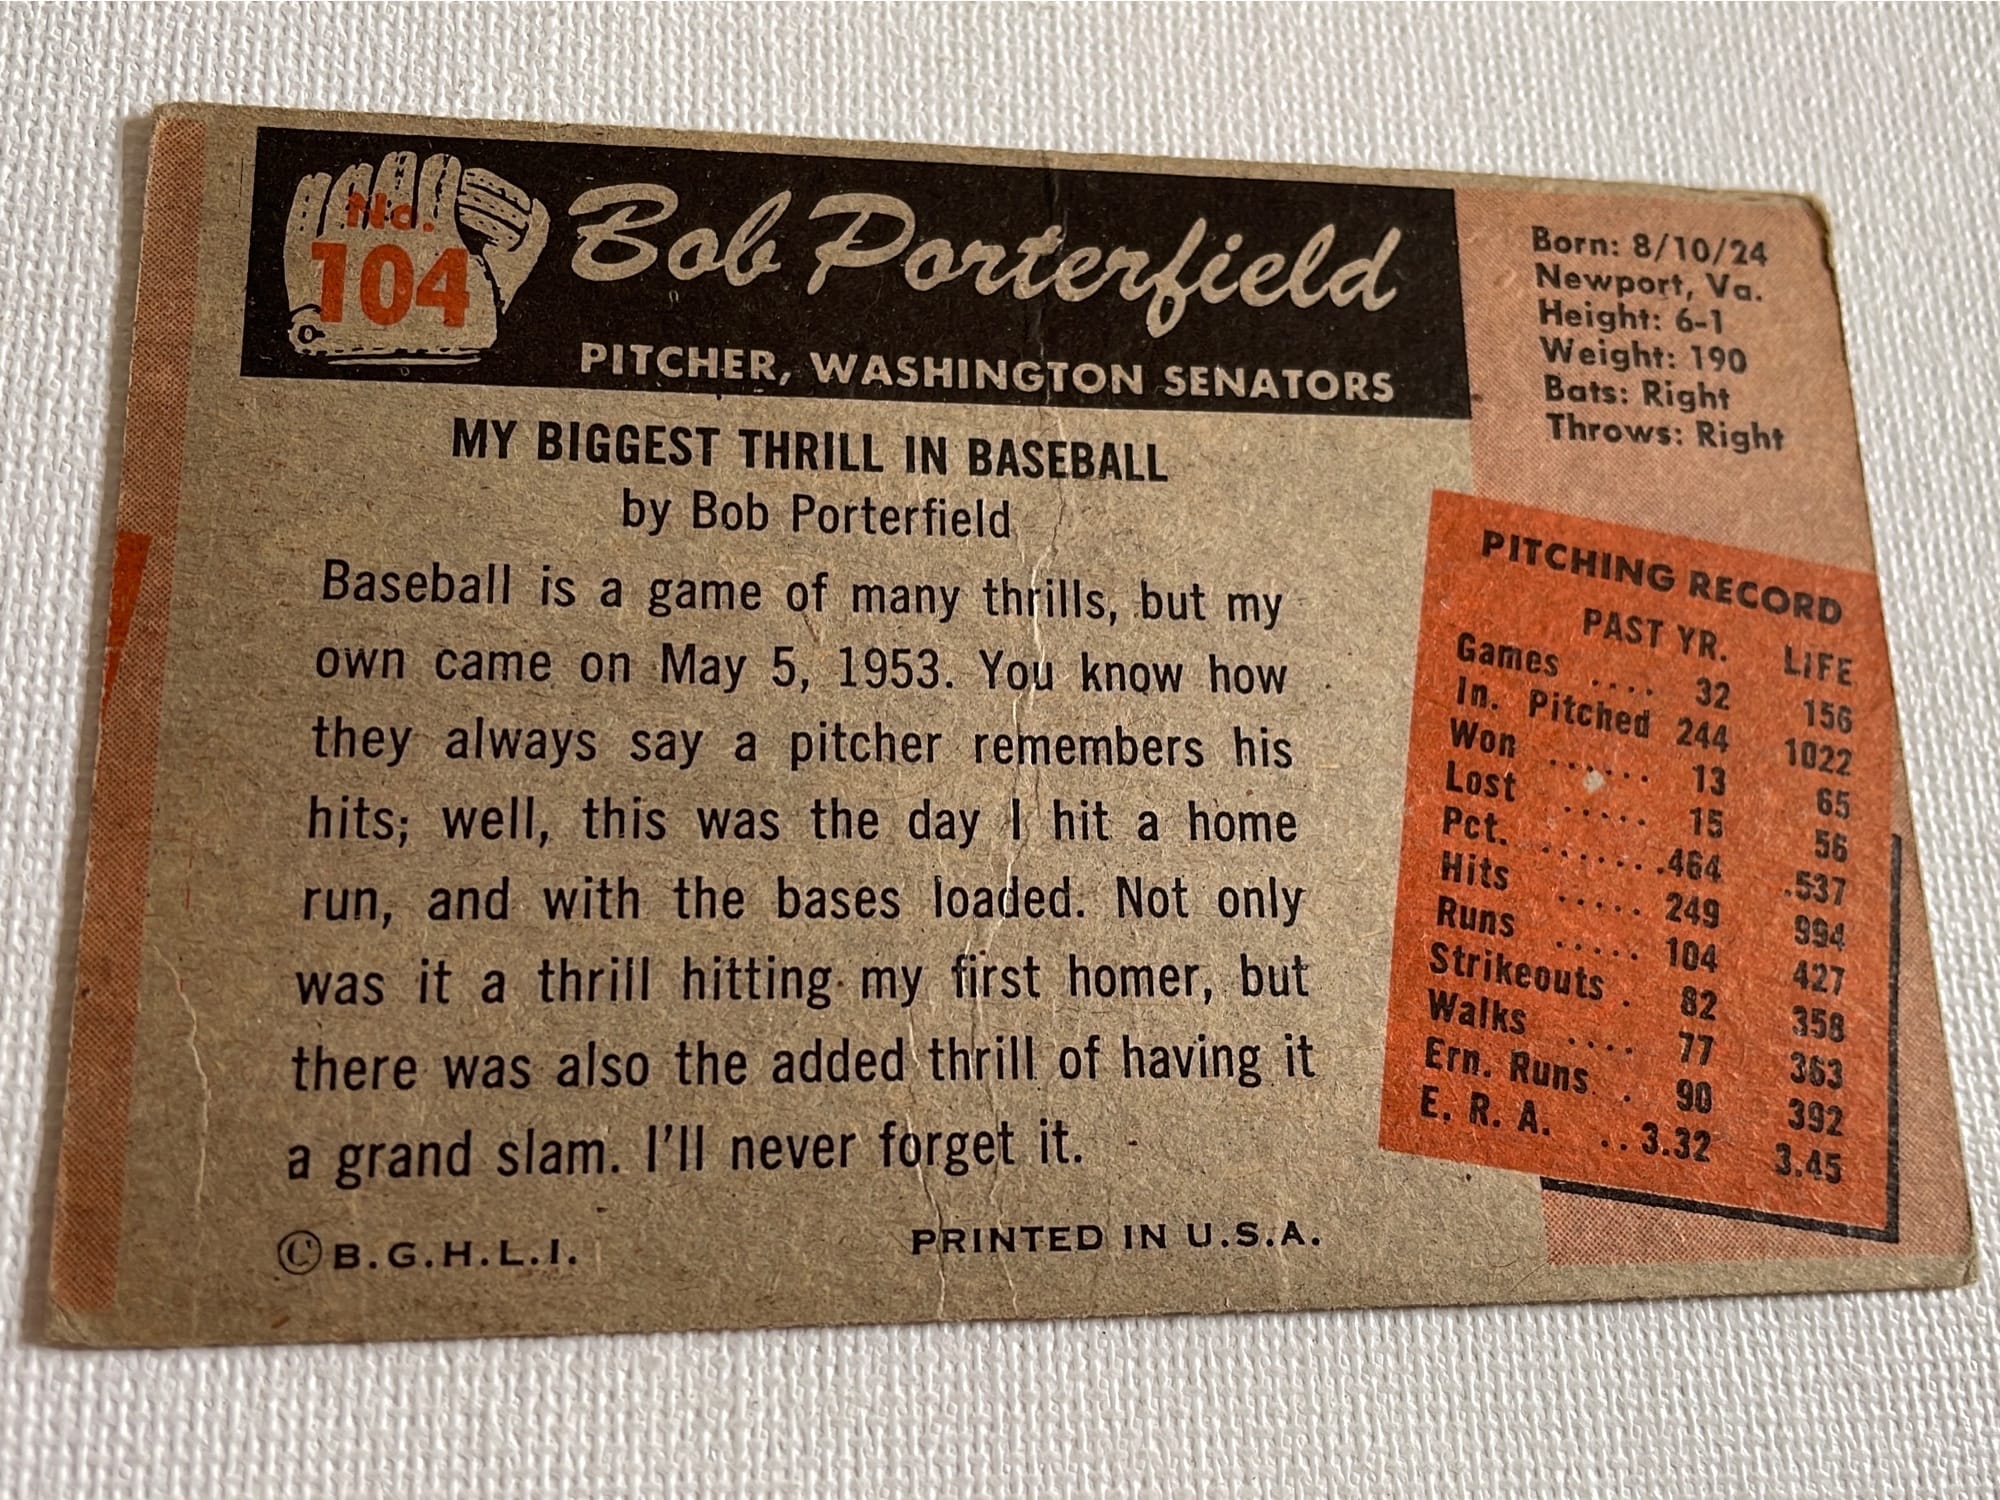 No.
104
Bob Porterfield
PITCHER, WASHINGTON SENATORS
Born: 8/10/24
Newport, Va.
Height: 6-1
Weight: 190
Bats: Right
Throws: Right
MY BIGGEST THRILL IN BASEBALL
by Bob Porterfield
Baseball is a game of many thrills, but my
own came on May 5, 1953. You know how
they always say a pitcher remembers his
hits; well, this was the day I hit a home
run, and with the bases loaded. Not only
was it a thrill hitting my first homer, but
there was also the added thrill of having it
a grand slam. I'll never forget it.
© B.G.H.L.I.
PRINTED IN U.S.A.
PITCHING RECORD
PAST YR. LIFE
Games .... 32 156
In. Pitched 244 1022
Won ...... 13 65
Lost ..... 15 56
Pct. ....... .464 .537
Hits ..... 249 994
Runs ..... 104 427
Strikeouts . 82 358
Walks .... 77 363
Ern. Runs . 90 392
E. R. A. .. 3.32 3.45